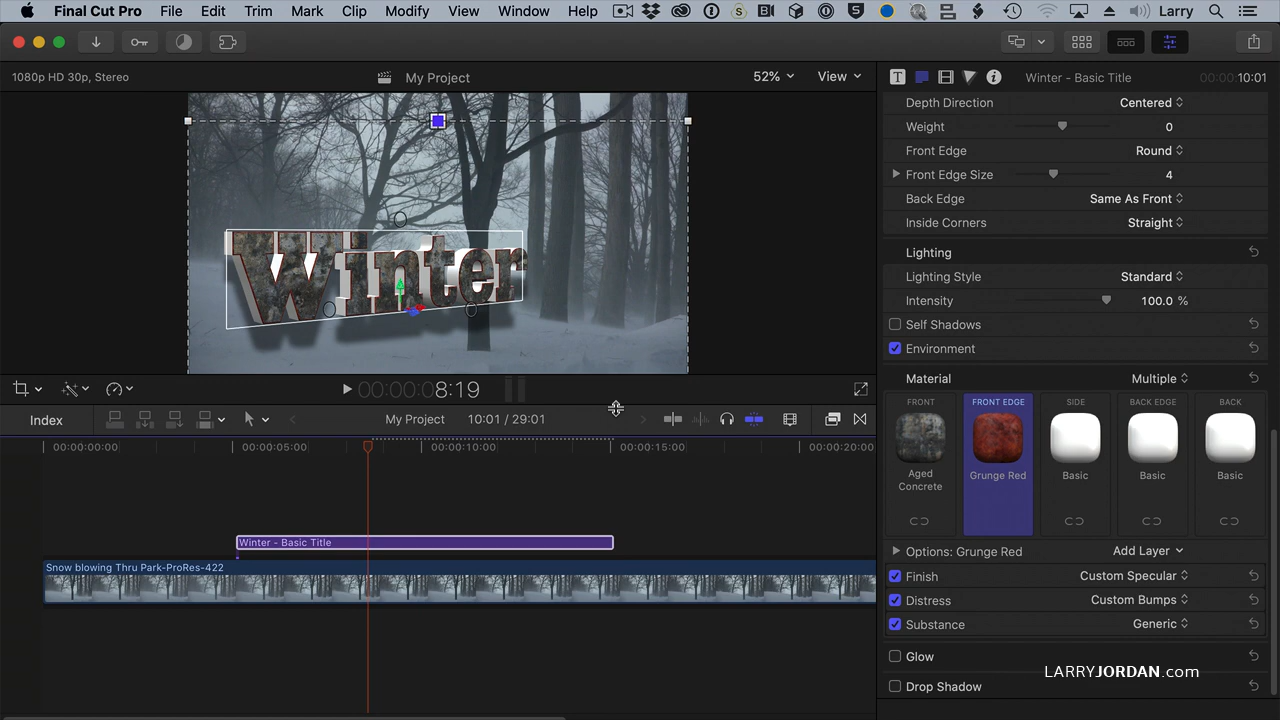 Final Cut Pro File Edit Trim Mark Clip Modify View Window Help Larry
1080p HD 30p, Stereo My Project 52% View
Winter - Basic Title 00:00:10:01
Depth Direction Centered
Weight 0
Front Edge Round
Front Edge Size 4
Back Edge Same As Front
Inside Corners Straight
Lighting
Lighting Style Standard
Intensity 100.0 %
Self Shadows
Environment
Material Multiple
FRONT FRONT EDGE SIDE BACK EDGE BACK
Aged Concrete Grunge Red Basic Basic Basic
Options: Grunge Red Add Layer
Finish Custom Specular
Distress Custom Bumps
Substance Generic
Glow
Drop Shadow
LARRYJORDAN.com
Winter
00:00:08:19
Index My Project 10:01 / 29:01
00:00:00:00 00:00:05:00 00:00:10:00 00:00:15:00 00:00:20:00
Winter - Basic Title
Snow blowing Thru Park-ProRes-422